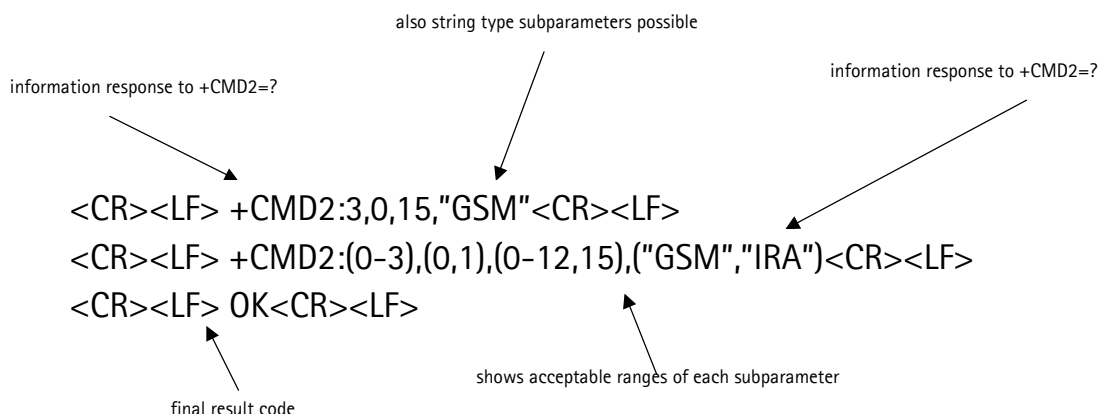 also string type subparameters possible
information response to +CMD2=?
information response to +CMD2=?
<CR><LF> +CMD2:3,0,15,"GSM"<CR><LF>
<CR><LF> +CMD2:(0-3),(0,1),(0-12,15),("GSM","IRA")<CR><LF>
<CR><LF> OK<CR><LF>
shows acceptable ranges of each subparameter
final result code